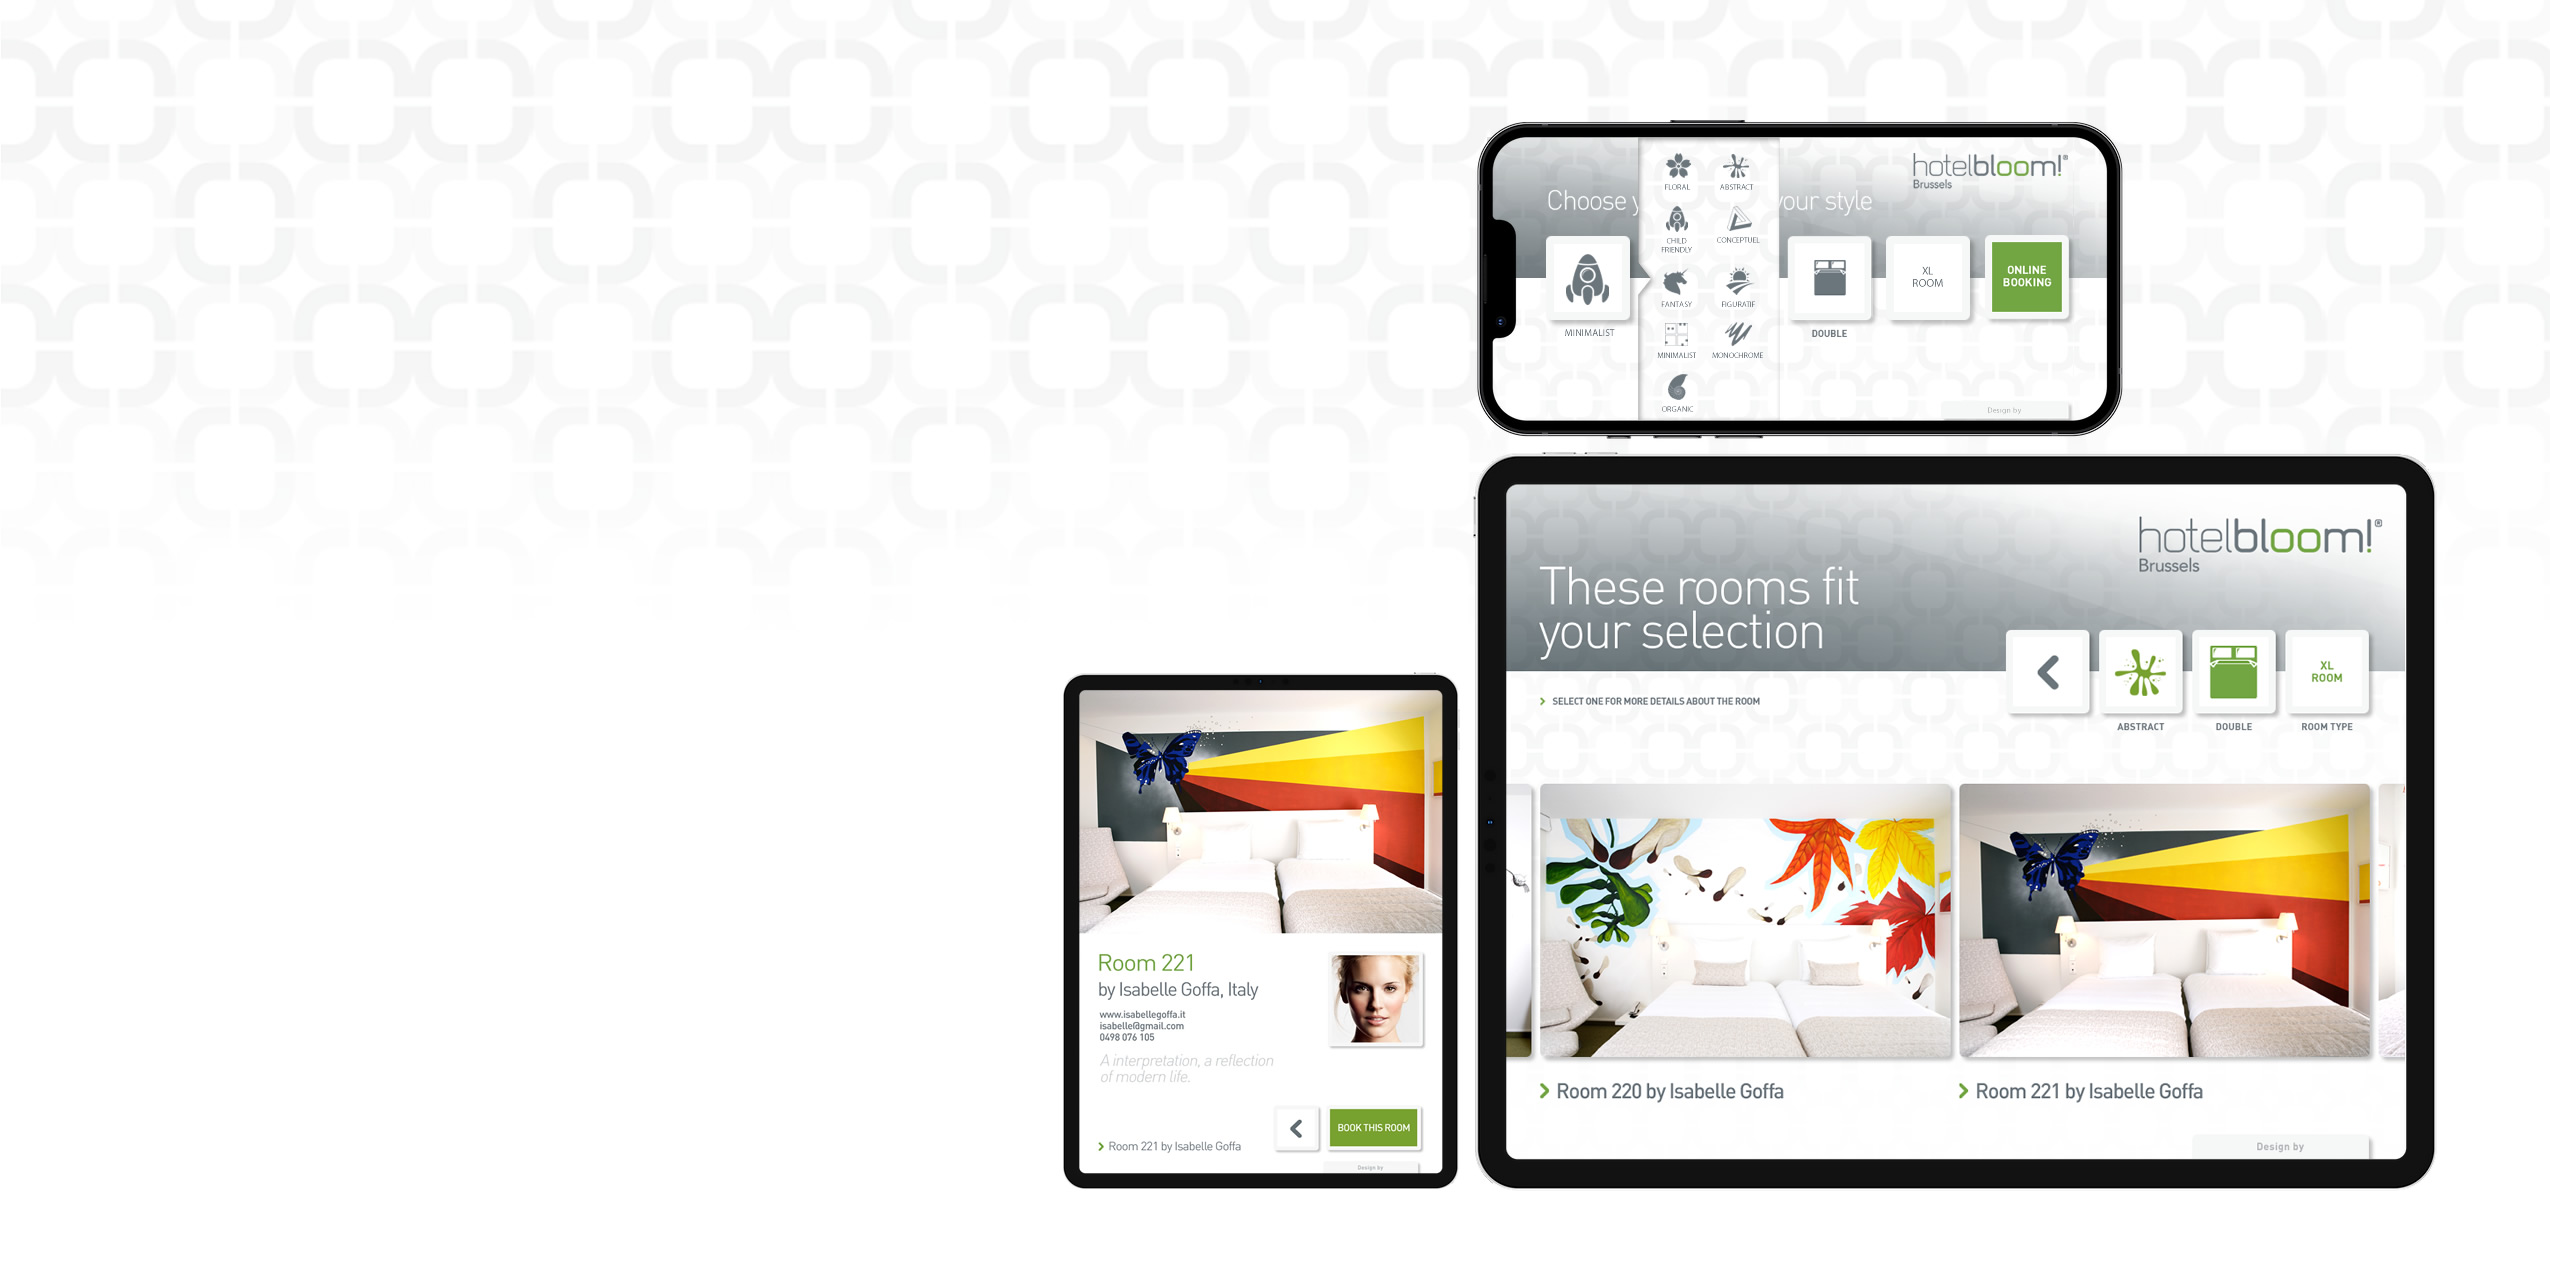 hotelbloom!®
Brussels
Choose y
our style
FLORAL
ABSTRACT
CHILD
FRIENDLY
CONCEPTUEL
FANTASY
FIGURATIF
MINIMALIST
MONOCHROME
ORGANIC
MINIMALIST
DOUBLE
XL
ROOM
ONLINE
BOOKING
Design by
hotelbloom!®
Brussels
These rooms fit
your selection
SELECT ONE FOR MORE DETAILS ABOUT THE ROOM
ABSTRACT
DOUBLE
XL
ROOM
ROOM TYPE
Room 220 by Isabelle Goffa
Room 221 by Isabelle Goffa
Design by
Room 221
by Isabelle Goffa, Italy
www.isabellegoffa.it
isabelle@gmail.com
0498 076 105
A interpretation, a reflection
of modern life.
BOOK THIS ROOM
Room 221 by Isabelle Goffa
Design by